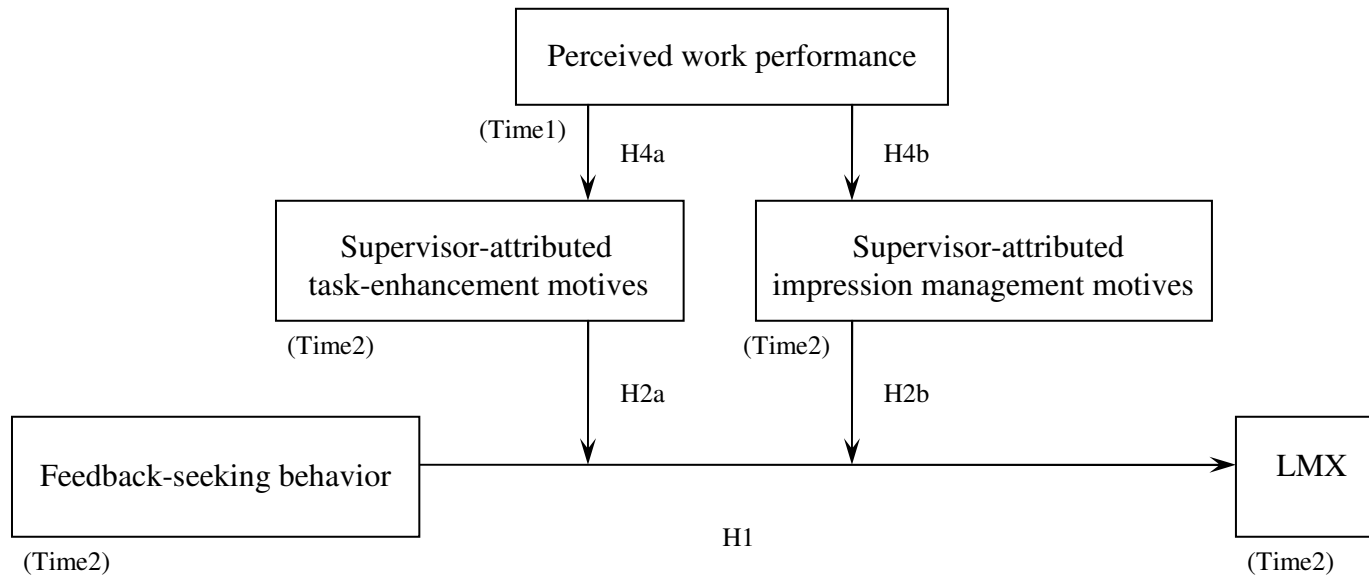 Perceived work performance
(Time1)
H4a
H4b
Supervisor-attributed
task-enhancement motives
Supervisor-attributed
impression management motives
(Time2)
(Time2)
H2a
H2b
Feedback-seeking behavior
LMX
H1
(Time2)
(Time2)